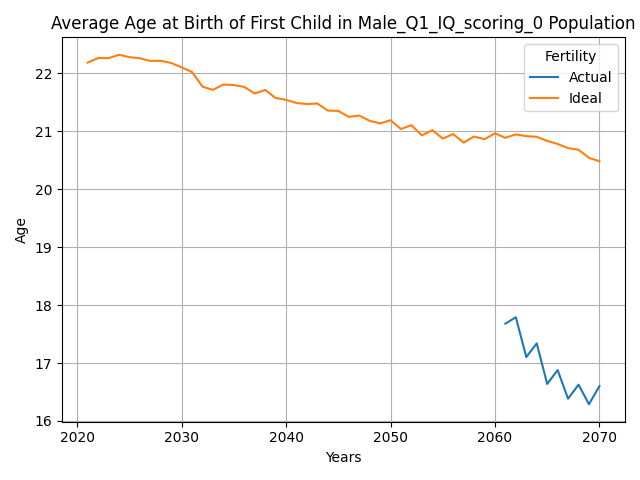 Average Age at Birth of First Child in Male_Q1_IQ_scoring_0 Population
Fertility
Actual
Ideal
22
21
20
19
18
17
16
Age
2020
2030
2040
2050
2060
2070
Years